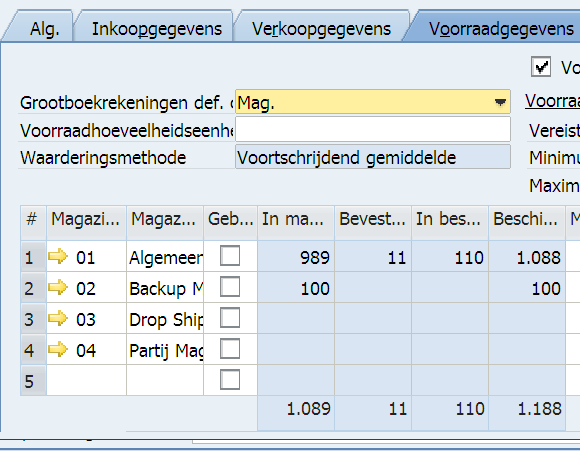 Alg. Inkoopgegevens Verkoopgegevens Voorraadgegevens
Grootboekrekeningen def. Mag.
Voorraadhoeveelheidseenhe
Waarderingsmethode Voortschrijdend gemiddelde
# Magazi... Magaz... Geb... In ma... Bevest... In bes... Beschi...
1 01 Algemeen 989 11 110 1.088
2 02 Backup M 100 100
3 03 Drop Ship
4 04 Partij Mag
5
1.089 11 110 1.188
Vo
Voorraa
Vereist
Minimu
Maxim